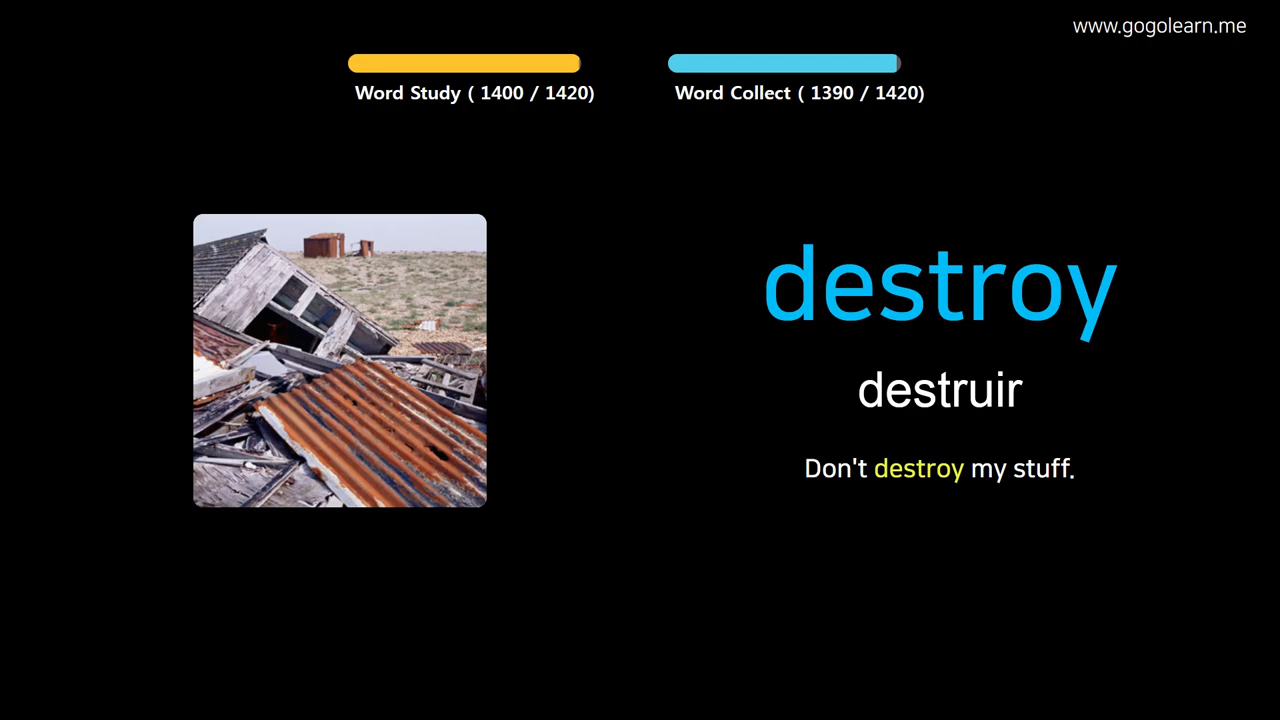 www.gogolearn.me
Word Study ( 1400 / 1420)
Word Collect ( 1390 / 1420)
destroy
destruir
Don't destroy my stuff.